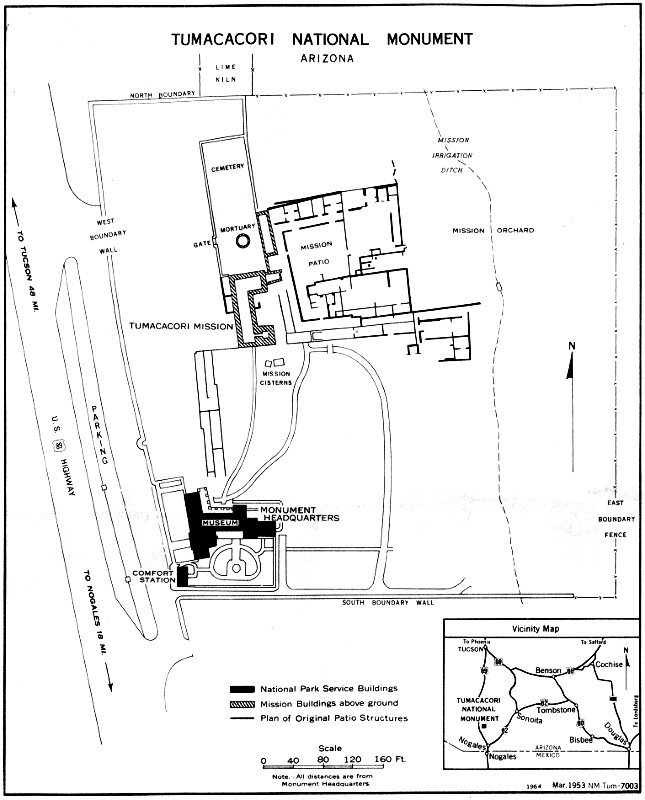 TUMACACORI NATIONAL MONUMENT
ARIZONA
LIME
KILN
NORTH BOUNDARY
MISSION
IRRIGATION
DITCH
CEMETERY
WEST
BOUNDARY
WALL
GATE
MORTUARY
MISSION
PATIO
MISSION ORCHARD
TO TUCSON 48 MI.
TUMACACORI MISSION
N
MISSION
CISTERNS
PARKING
U.S. 89 HIGHWAY
EAST
BOUNDARY
FENCE
MONUMENT
HEADQUARTERS
MUSEUM
COMFORT
STATION
TO NOGALES 18 MI.
SOUTH BOUNDARY WALL
Vicinity Map
To Phoenix
To Safford
TUCSON
N
89
Benson
Cochise
TUMACACORI
NATIONAL
MONUMENT
82
Tombstone
To Lordsburg
Sonoita
80
Bisbee
Douglas
Nogales
82
ARIZONA
MEXICO
Nogales
National Park Service Buildings
Mission Buildings above ground
Plan of Original Patio Structures
Scale
0 40 80 120 160 Ft.
Note.- All distances are from
Monument Headquarters.
1964 Mar. 1953 NM Tum-7003